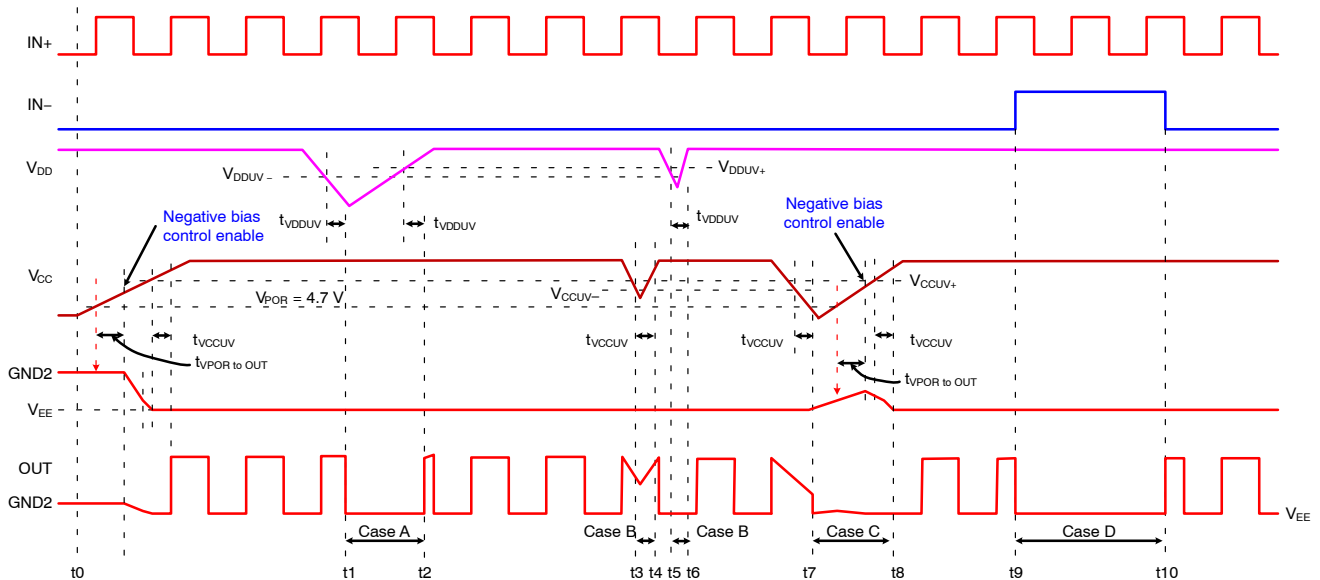 IN+
IN−
VDD
VDDUV −
VDDUV+
tVDDUV
tVDDUV
tVDDUV
Negative bias
control enable
Negative bias
control enable
VCC
VPOR = 4.7 V
VCCUV−
VCCUV+
tVCCUV
tVCCUV
tVCCUV
tVCCUV
tVPOR to OUT
tVPOR to OUT
GND2
VEE
OUT
GND2
VEE
Case A
Case B
Case B
Case C
Case D
t0
t1
t2
t3
t4
t5
t6
t7
t8
t9
t10